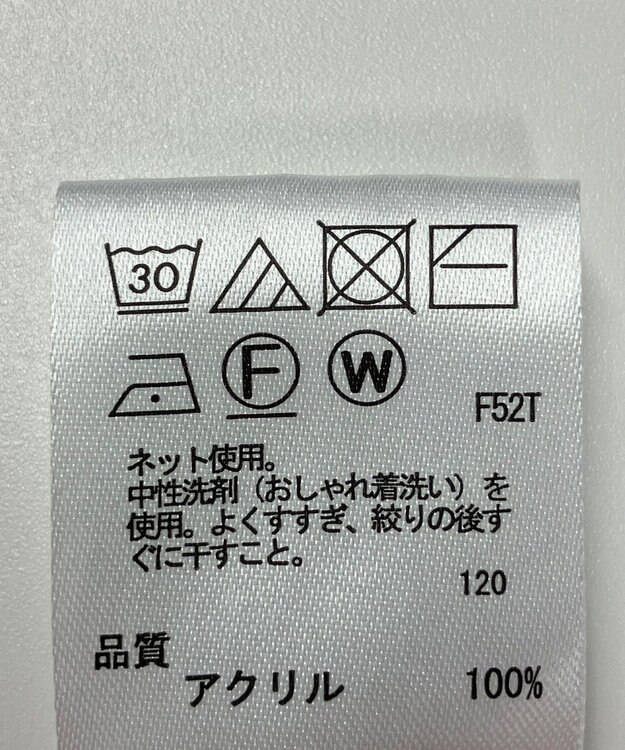 30
F W
F52T
ネット使用。
中性洗剤（おしゃれ着洗い）を
使用。よくすすぎ、絞りの後す
ぐに干すこと。
120
品質
アクリル 100%